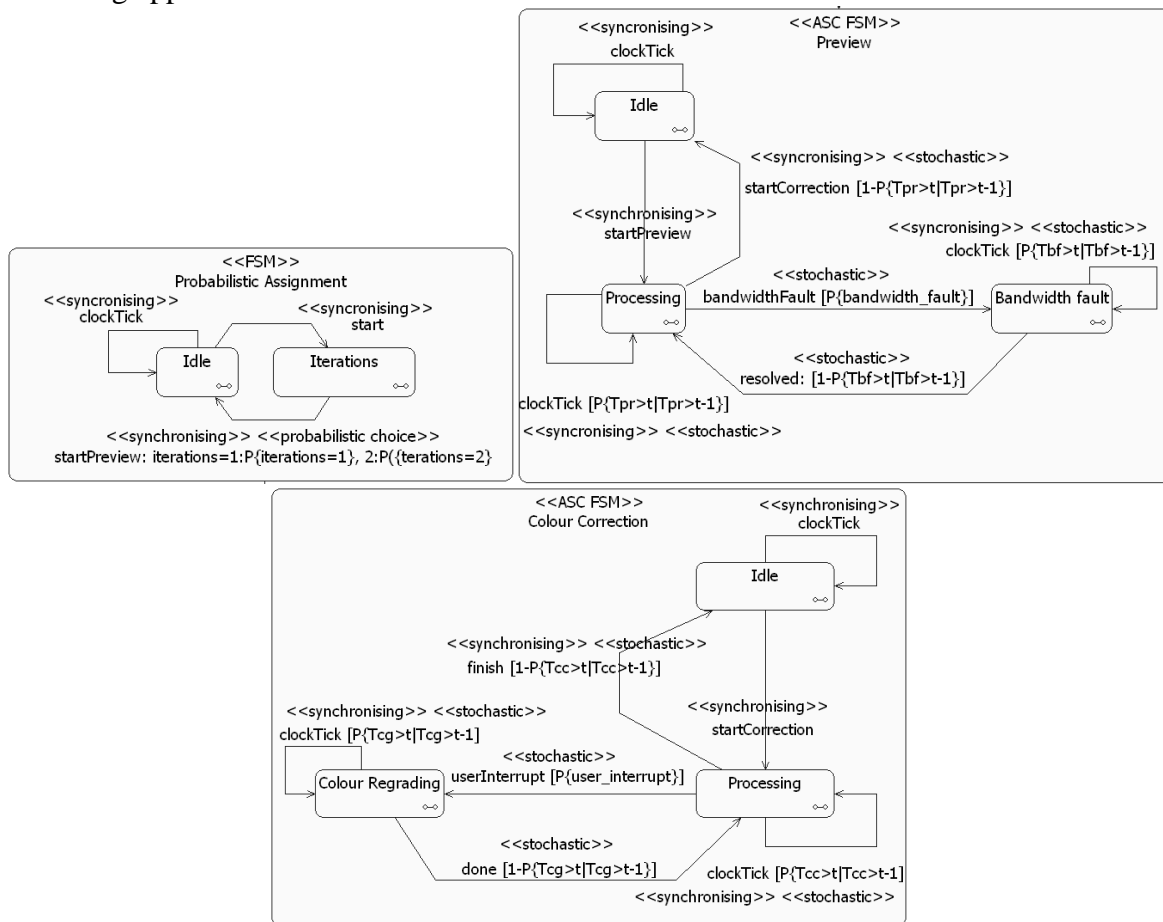 <<ASC FSM>>
Preview
<<syncronising>>
clockTick
Idle
<<syncronising>> <<stochastic>>
startCorrection [1-P{Tpr>t|Tpr>t-1}]
<<synchronising>>
startPreview
<<syncronising>> <<stochastic>>
clockTick [P{Tbf>t|Tbf>t-1}]
<<stochastic>>
bandwidthFault [P{bandwidth_fault}]
Processing
Bandwidth fault
<<stochastic>>
resolved: [1-P{Tbf>t|Tbf>t-1}]
clockTick [P{Tpr>t|Tpr>t-1}]
<<syncronising>> <<stochastic>>
<<FSM>>
Probabilistic Assignment
<<syncronising>>
clockTick
<<syncronising>>
start
Idle
Iterations
<<synchronising>> <<probabilistic choice>>
startPreview: iterations=1:P{iterations=1}, 2:P({terations=2}
<<ASC FSM>>
Colour Correction
<<synchronising>>
clockTick
Idle
<<synchronising>> <<stochastic>>
finish [1-P{Tcc>t|Tcc>t-1}]
<<synchronising>>
startCorrection
<<synchronising>> <<stochastic>>
clockTick [P{Tcg>t|Tcg>t-1]
<<stochastic>>
userInterrupt [P{user_interrupt}]
Colour Regrading
Processing
<<stochastic>>
done [1-P{Tcg>t|Tcg>t-1}]
clockTick [P{Tcc>t|Tcc>t-1]
<<synchronising>> <<stochastic>>